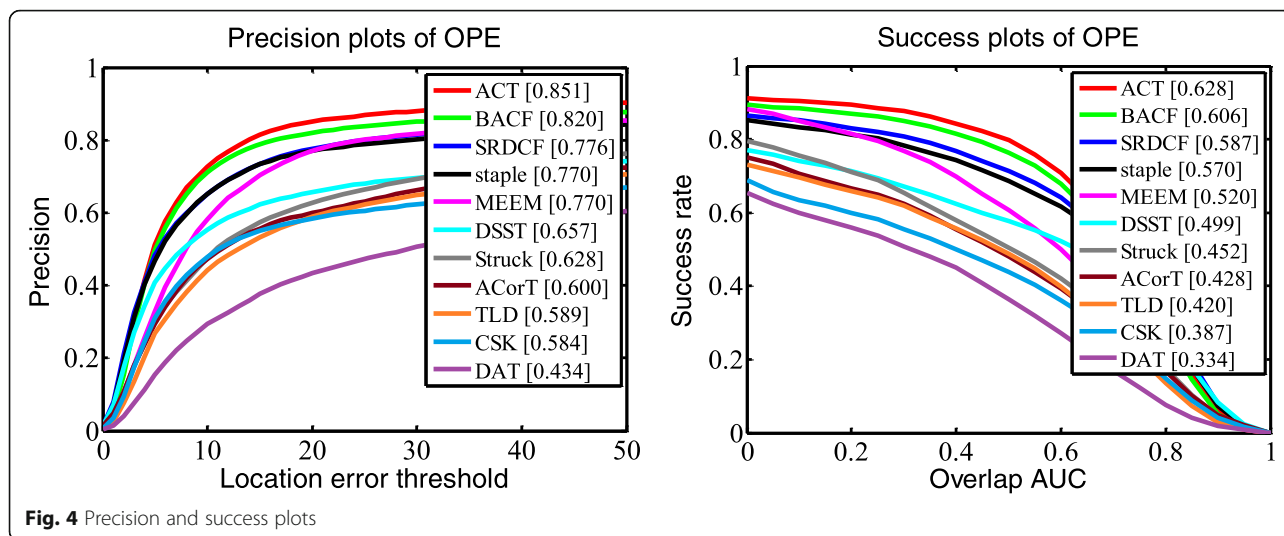 Precision plots of OPE
1
0.8
0.6
0.4
0.2
0
Precision
ACT [0.851]
BACF [0.820]
SRDCF [0.776]
staple [0.770]
MEEM [0.770]
DSST [0.657]
Struck [0.628]
ACorT [0.600]
TLD [0.589]
CSK [0.584]
DAT [0.434]
0 10 20 30 40 50
Location error threshold
Success plots of OPE
1
0.8
0.6
0.4
0.2
0
Success rate
ACT [0.628]
BACF [0.606]
SRDCF [0.587]
staple [0.570]
MEEM [0.520]
DSST [0.499]
Struck [0.452]
ACorT [0.428]
TLD [0.420]
CSK [0.387]
DAT [0.334]
0 0.2 0.4 0.6 0.8 1
Overlap AUC
Fig. 4 Precision and success plots